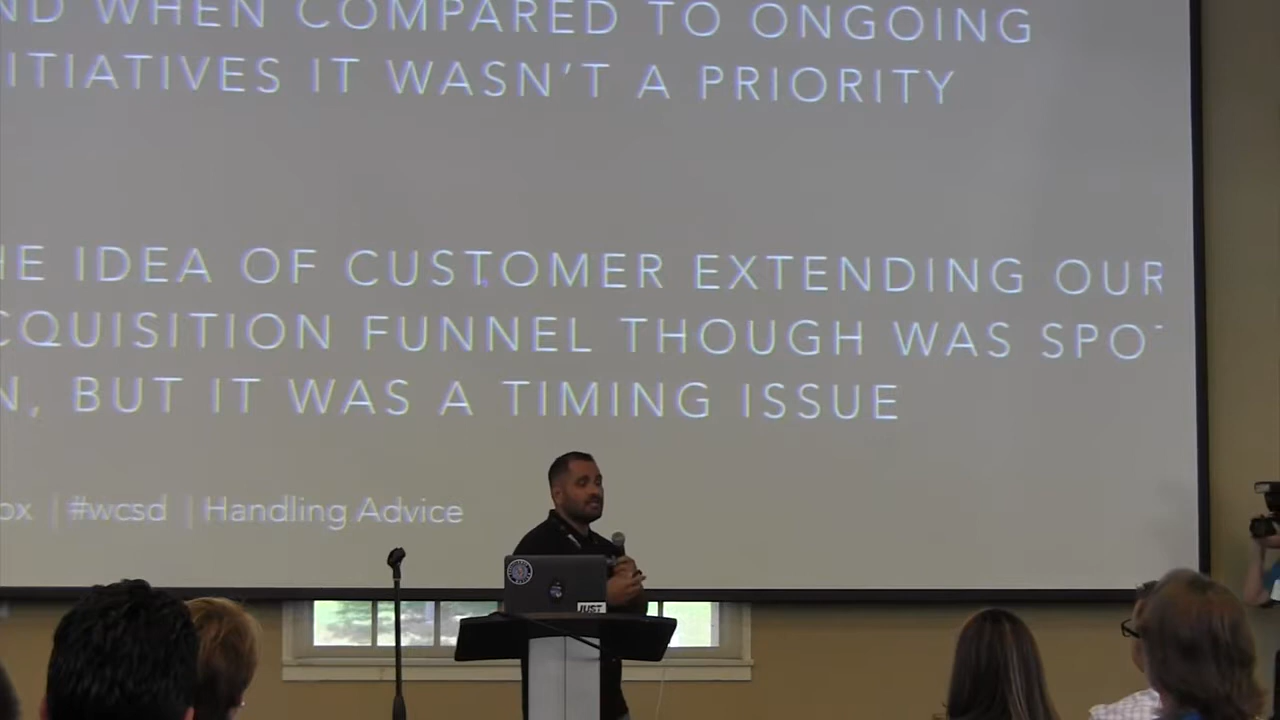 ND WHEN COMPARED TO ONGOING
ITIATIVES IT WASN'T A PRIORITY
HE IDEA OF CUSTOMER EXTENDING OUR
CQUISITION FUNNEL THOUGH WAS SPOT
N, BUT IT WAS A TIMING ISSUE
ox | #wcsd | Handling Advice
JUST